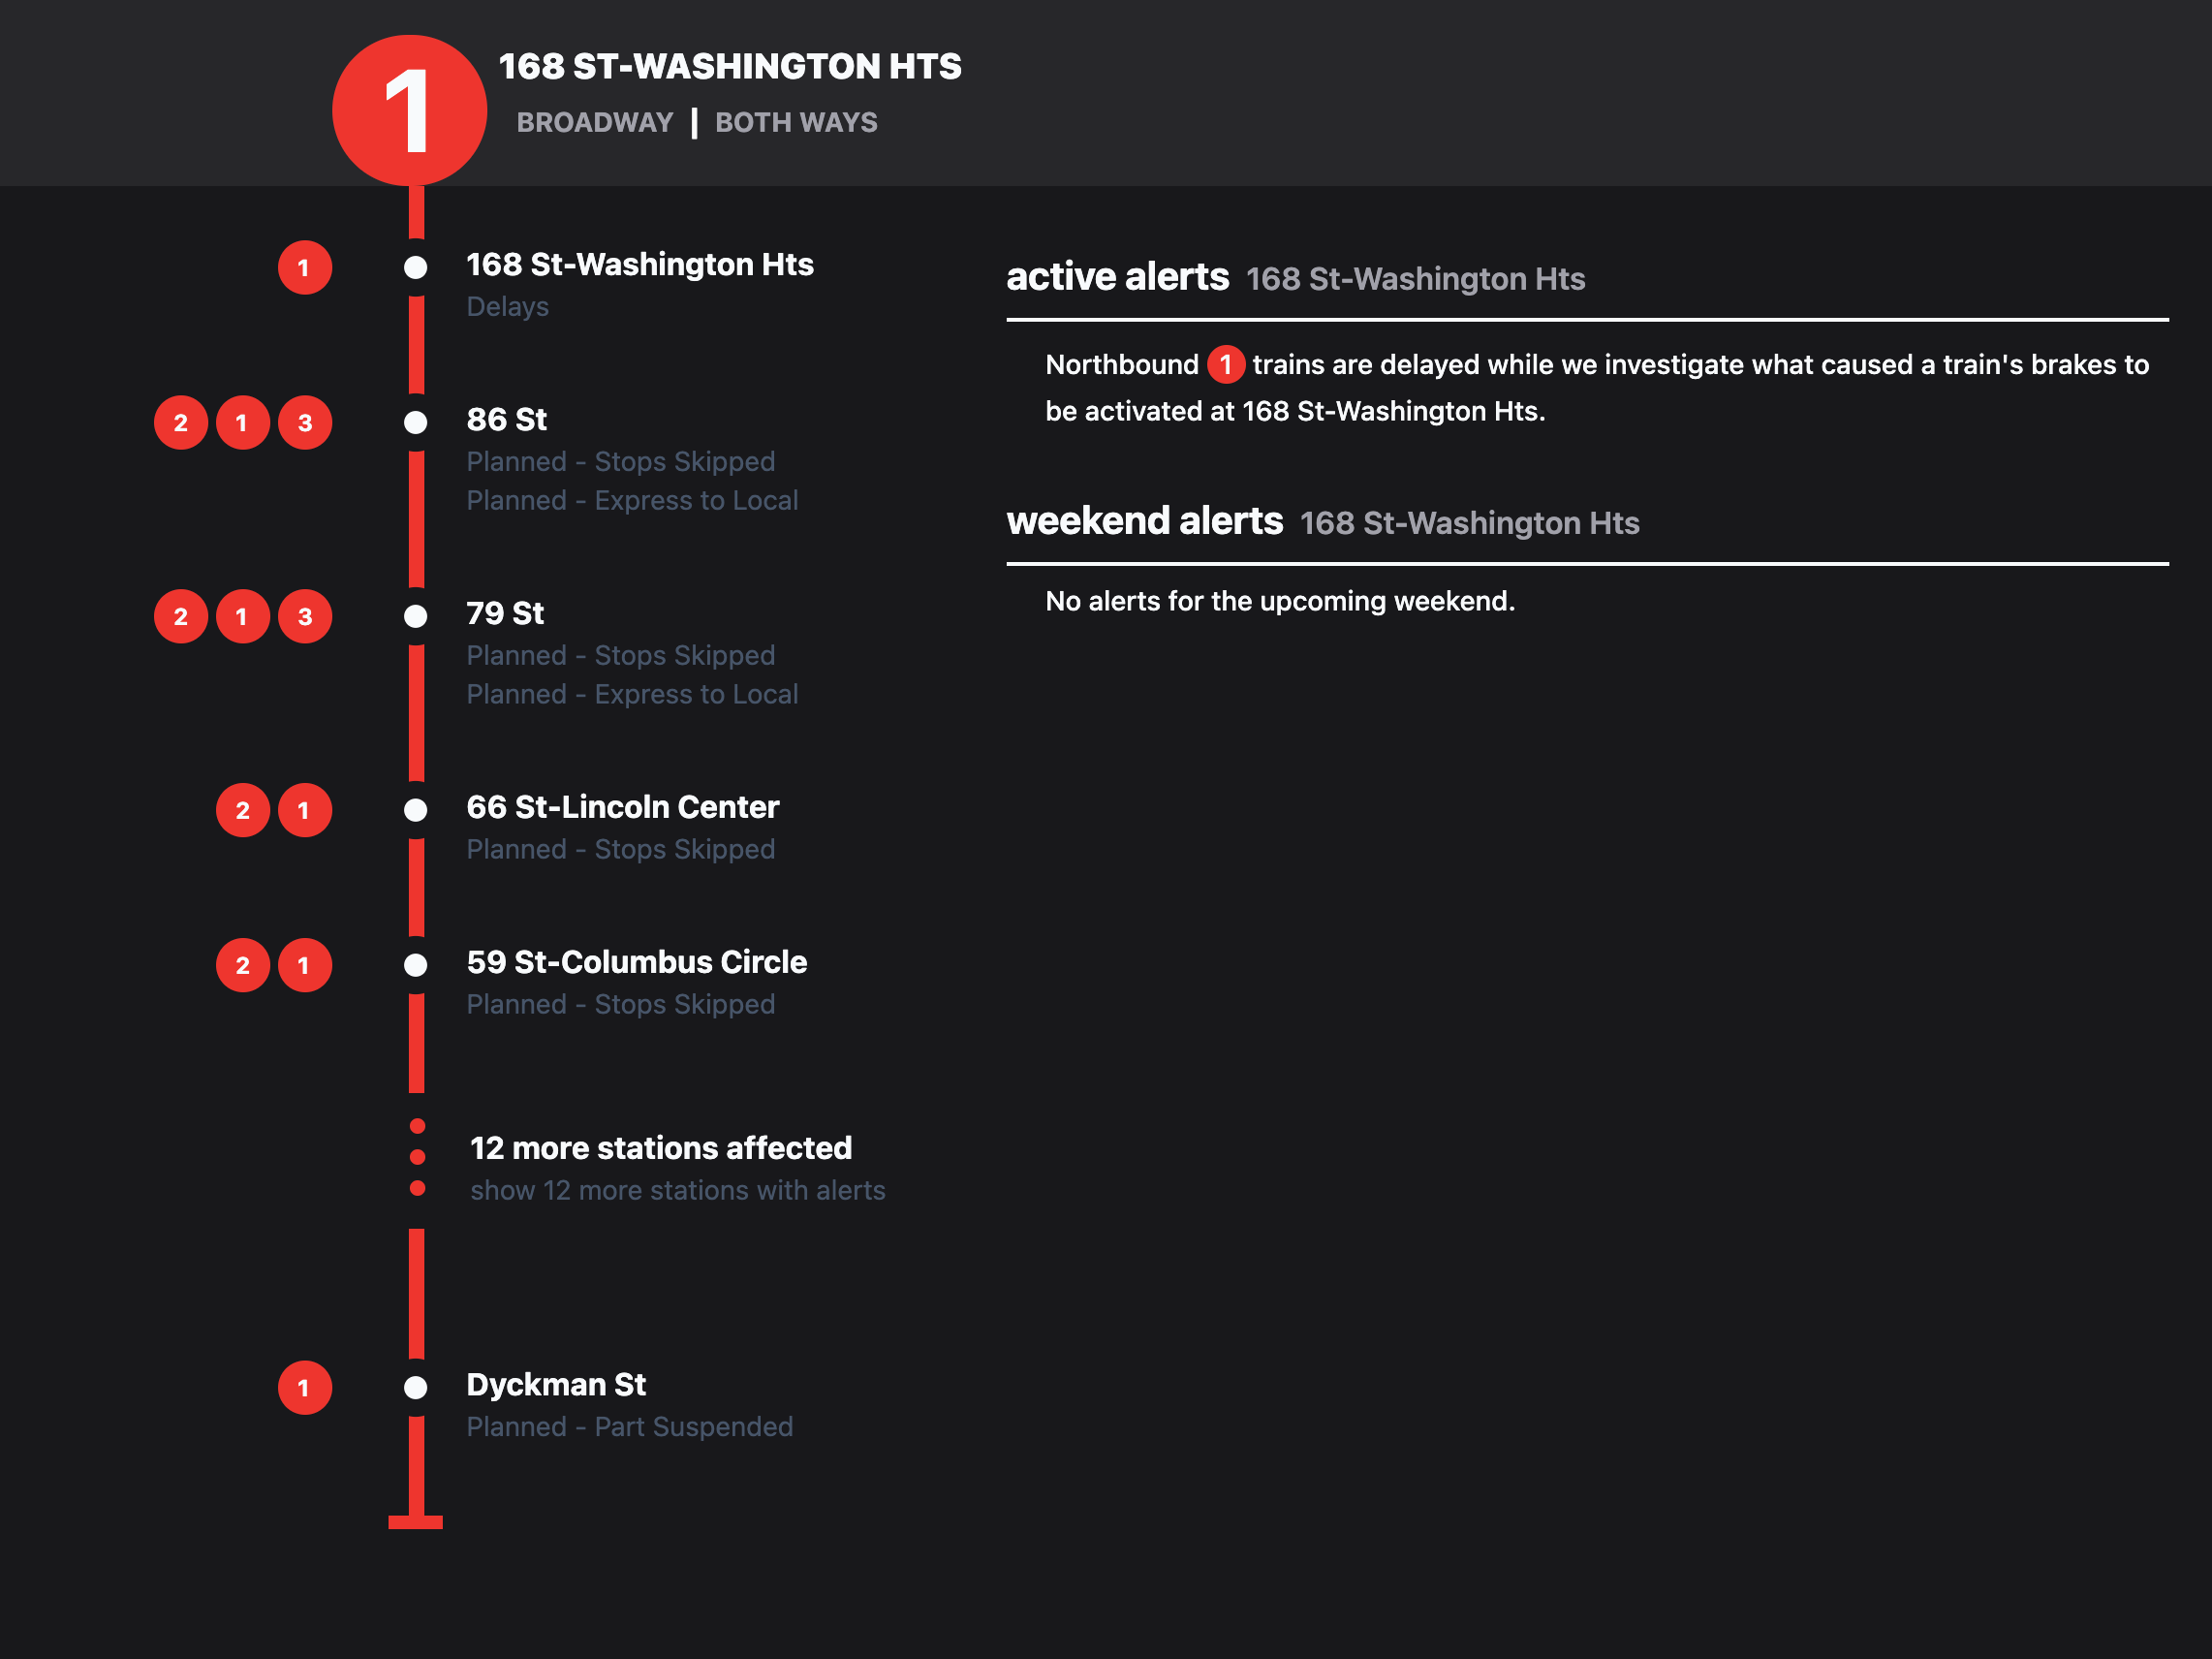 1
168 ST-WASHINGTON HTS
BROADWAY | BOTH WAYS
1
168 St-Washington Hts
Delays
2 1 3
86 St
Planned - Stops Skipped
Planned - Express to Local
2 1 3
79 St
Planned - Stops Skipped
Planned - Express to Local
2 1
66 St-Lincoln Center
Planned - Stops Skipped
2 1
59 St-Columbus Circle
Planned - Stops Skipped
12 more stations affected
show 12 more stations with alerts
1
Dyckman St
Planned - Part Suspended
active alerts 168 St-Washington Hts
Northbound 1 trains are delayed while we investigate what caused a train's brakes to
be activated at 168 St-Washington Hts.
weekend alerts 168 St-Washington Hts
No alerts for the upcoming weekend.